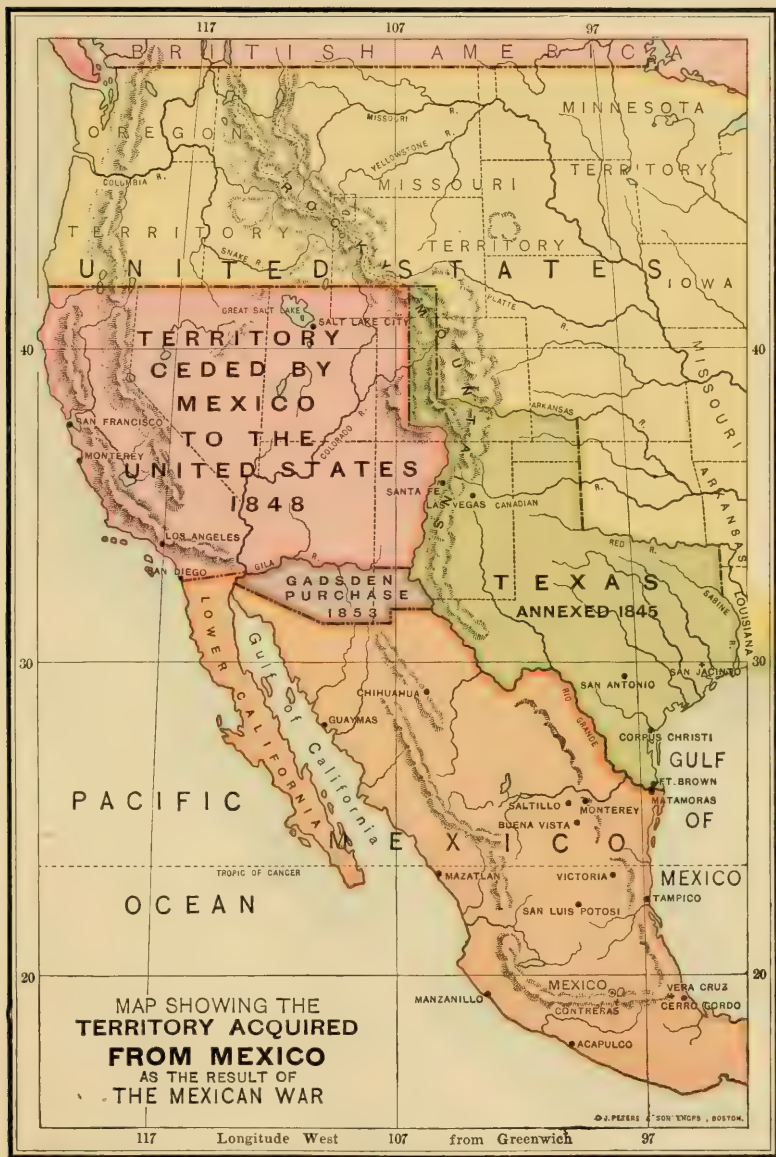 117 107 97
BRITISH AMERICA
OREGON
TERRITORY
COLUMBIA R.
SNAKE R.
MISSOURI R.
YELLOWSTONE R.
MISSOURI
TERRITORY
MINNESOTA
TERRITORY
ROCKY MOUNTAINS
UNITED STATES
IOWA
PLATTE R.
MISSOURI
ARKANSAS
LOUISIANA
GREAT SALT LAKE
SALT LAKE CITY
40
40
TERRITORY
CEDED BY
MEXICO
TO THE
UNITED STATES
1848
COLORADO R.
SAN FRANCISCO
MONTEREY
LOS ANGELES
SAN DIEGO
SANTA FE
LAS VEGAS
ARKANSAS
CANADIAN R.
RED R.
SABINE R.
GILA R.
GADSDEN
PURCHASE
1853
TEXAS
ANNEXED 1845
30
30
SAN JACINTO
SAN ANTONIO
CORPUS CHRISTI
RIO GRANDE
FT. BROWN
MATAMORAS
LOWER CALIFORNIA
Gulf of California
CHIHUAHUA
GUAYMAS
GULF
OF
MEXICO
PACIFIC
OCEAN
MEXICO
SALTILLO
MONTEREY
BUENA VISTA
TROPIC OF CANCER
MAZATLAN
VICTORIA
TAMPICO
SAN LUIS POTOSI
20
20
MEXICO
VERA CRUZ
MANZANILLO
CONTRERAS
CERRO GORDO
ACAPULCO
MAP SHOWING THE
TERRITORY ACQUIRED
FROM MEXICO
AS THE RESULT OF
THE MEXICAN WAR
J. PETERS & SON ENGRS, BOSTON.
117 Longitude West 107 from Greenwich 97